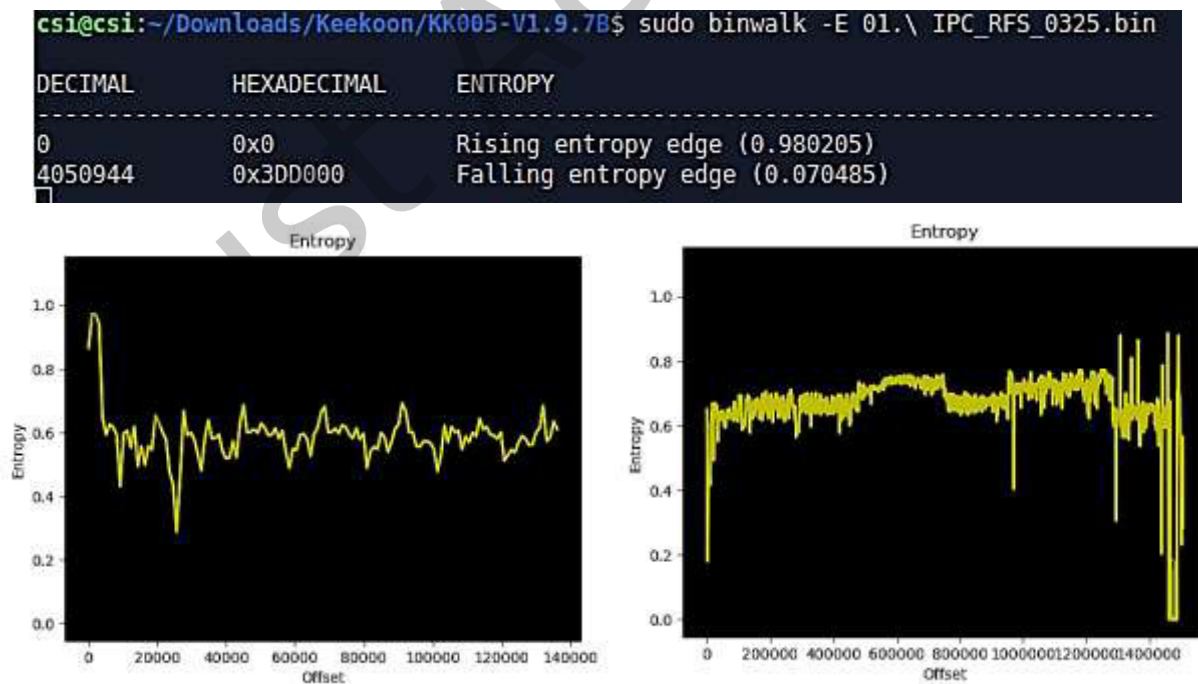 csi@csi:~/Downloads/Keekoon/KK005-V1.9.7B$ sudo binwalk -E 01.\ IPC_RFS_0325.bin
DECIMAL HEXADECIMAL ENTROPY
--------------------------------------------------------------------------------
0 0x0 Rising entropy edge (0.980205)
4050944 0x3DD000 Falling entropy edge (0.070485)
Entropy
1.0
0.8
0.6
0.4
0.2
0.0
Entropy
0 20000 40000 60000 80000 100000 120000 140000
Offset
Entropy
1.0
0.8
0.6
0.4
0.2
0.0
Entropy
0 200000 400000 600000 800000 1000000 1200000 1400000
Offset